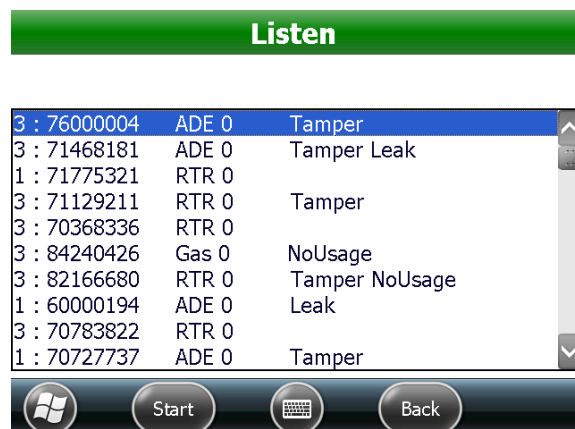 Listen
3 : 76000004 ADE 0 Tamper
3 : 71468181 ADE 0 Tamper Leak
1 : 71775321 RTR 0
3 : 71129211 RTR 0 Tamper
3 : 70368336 RTR 0
3 : 84240426 Gas 0 NoUsage
3 : 82166680 RTR 0 Tamper NoUsage
1 : 60000194 ADE 0 Leak
3 : 70783822 RTR 0
1 : 70727737 ADE 0 Tamper
Start Back